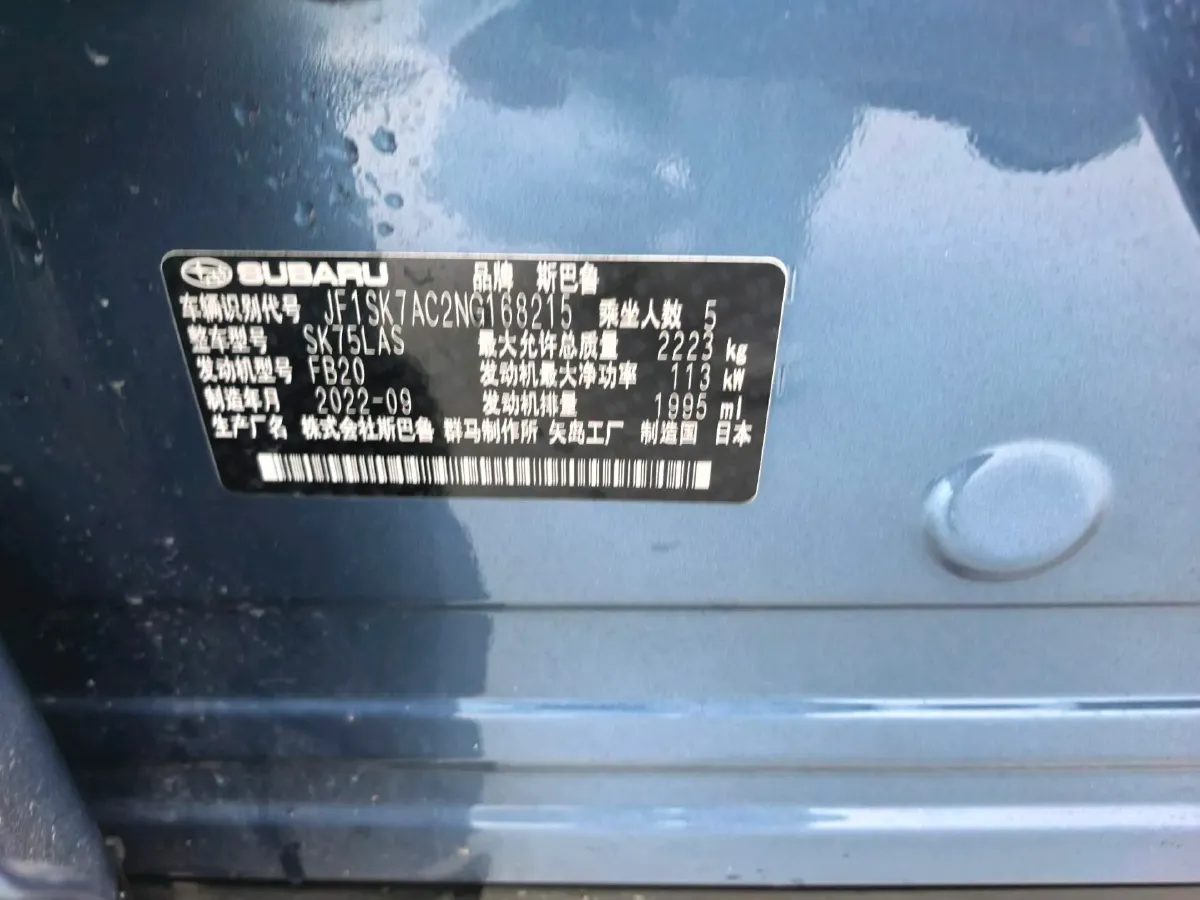 SUBARU 品牌 斯巴鲁
车辆识别代号 JF1SK7AC2NG168215 乘坐人数 5
整车型号 SK75LAS 最大允许总质量 2223 kg
发动机型号 FB20 发动机最大净功率 113 kW
制造年月 2022-09 发动机排量 1995 ml
生产厂名 株式会社斯巴鲁 群马制作所 矢岛工厂 制造国 日本